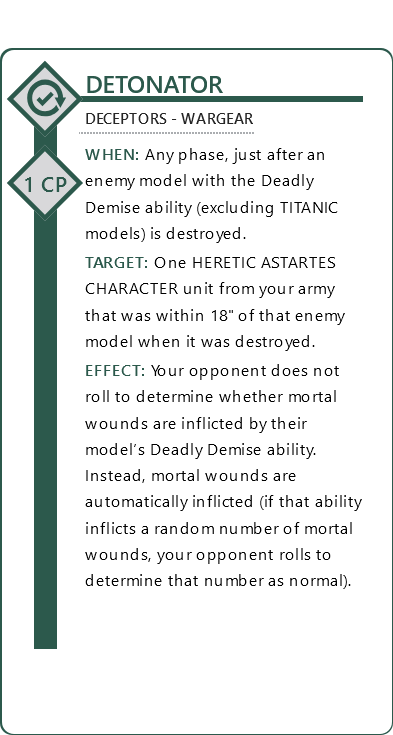 DETONATOR
DECEPTORS - WARGEAR
WHEN: Any phase, just after an
enemy model with the Deadly
Demise ability (excluding TITANIC
models) is destroyed.
1 CP
TARGET: One HERETIC ASTARTES
CHARACTER unit from your army
that was within 18" of that enemy
model when it was destroyed.
EFFECT: Your opponent does not
roll to determine whether mortal
wounds are inflicted by their
model's Deadly Demise ability.
Instead, mortal wounds are
automatically inflicted (if that ability
inflicts a random number of mortal
wounds, your opponent rolls to
determine that number as normal).